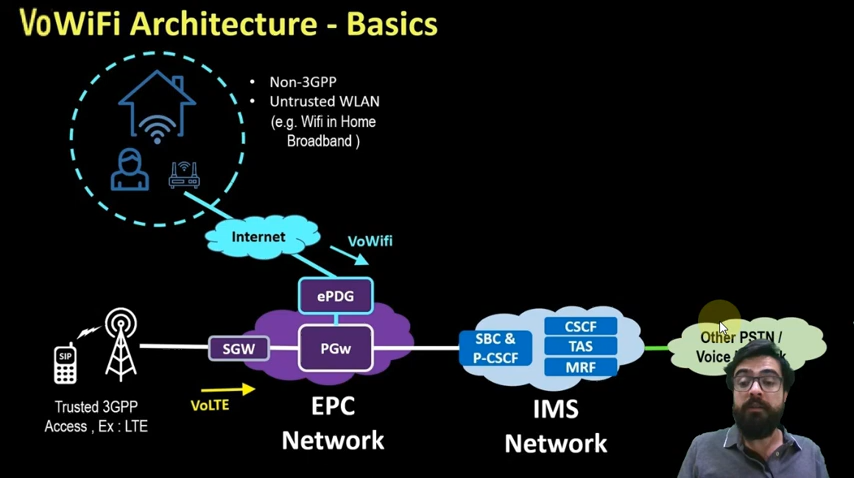 VoWiFi Architecture - Basics
• Non-3GPP
• Untrusted WLAN
(e.g. Wifi in Home
Broadband )
Internet
VoWifi
ePDG
SGW
PGw
SBC &
P-CSCF
CSCF
TAS
MRF
Other PSTN /
Voice
SIP
VoLTE
Trusted 3GPP
Access , Ex : LTE
EPC
Network
IMS
Network